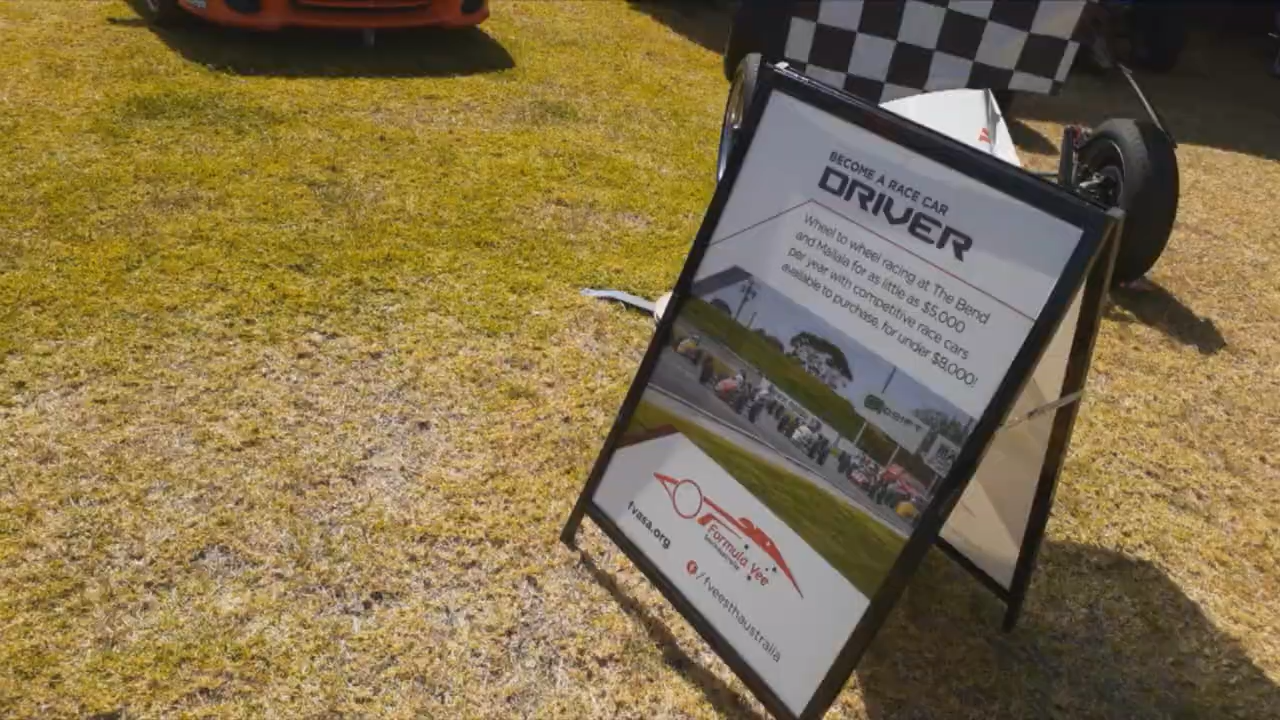 BECOME A RACE CAR
DRIVER
Wheel to wheel racing at The Bend
and Mallala for as little as $5,000
per year with competitive race cars
available to purchase, for under $8,000!
Formula Vee
fvasa.org
/fveesthaustralia